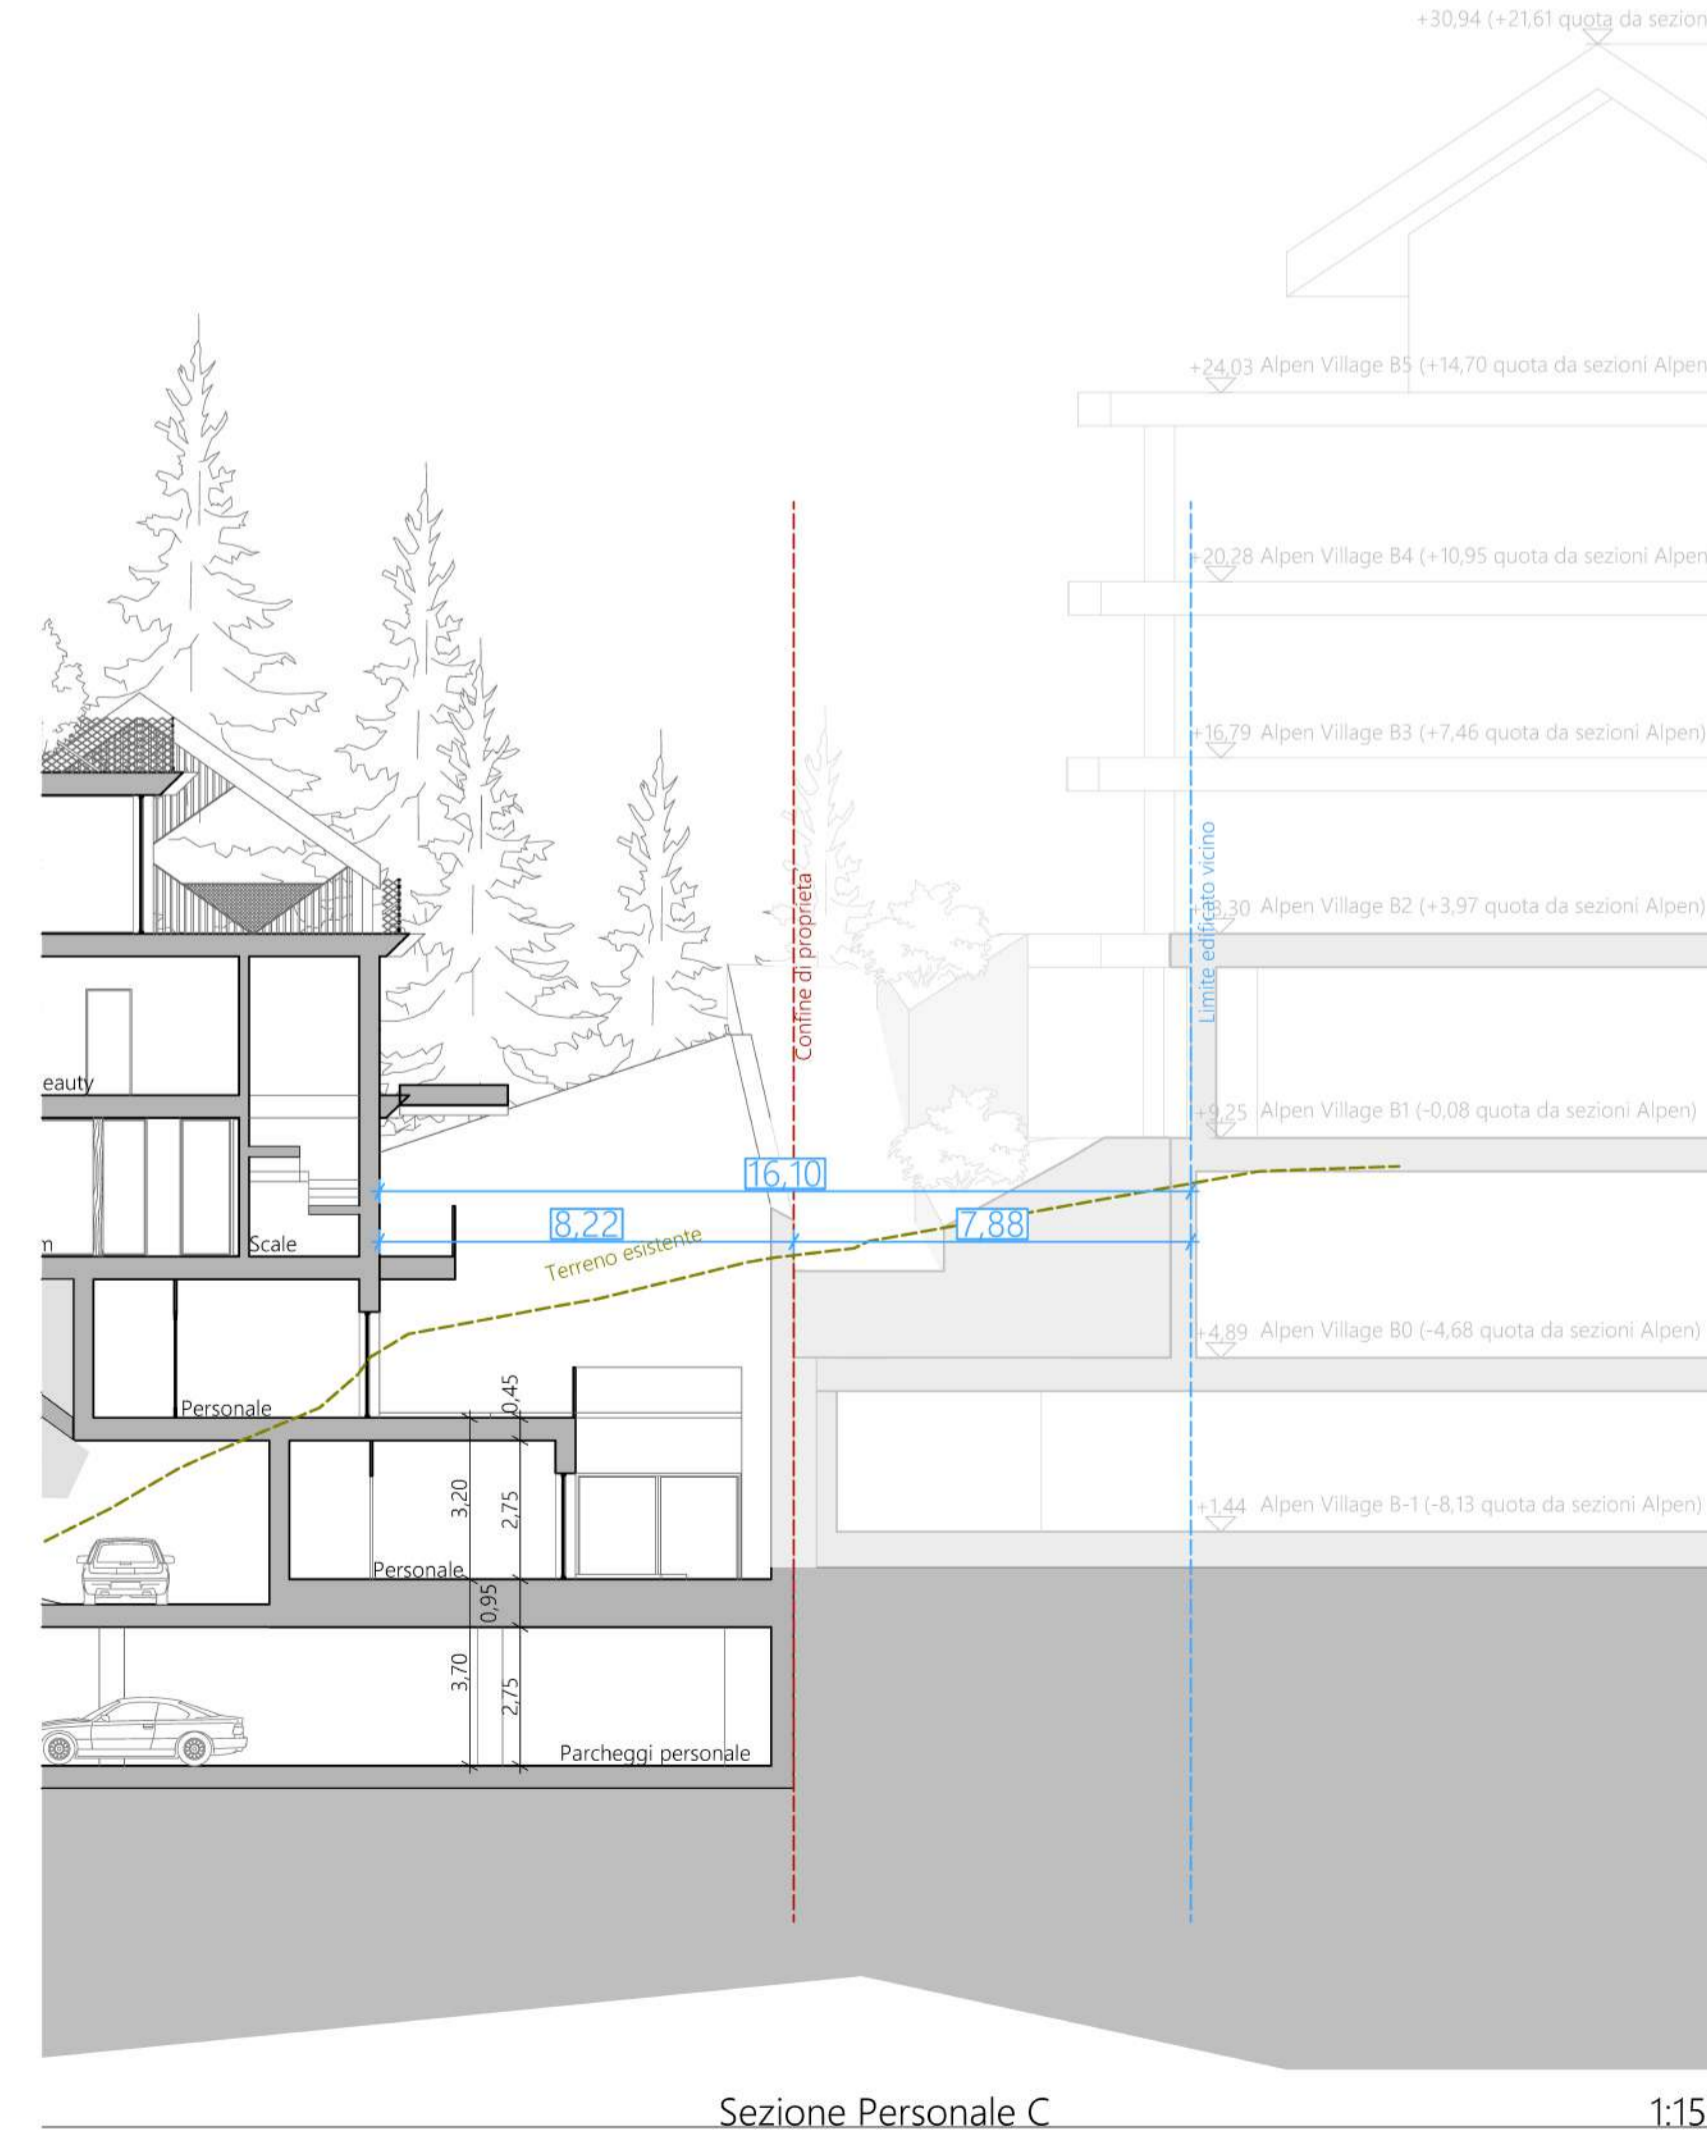 +30,94 (+21,61 quota da sezion
+24,03 Alpen Village B5 (+14,70 quota da sezioni Alpen
+20,28 Alpen Village B4 (+10,95 quota da sezioni Alpen
+16,79 Alpen Village B3 (+7,46 quota da sezioni Alpen)
Limite edificato vicino
Confine di proprieta
Alpen Village B2 (+3,97 quota da sezioni Alpen)
eauty
+9,25 Alpen Village B1 (-0,08 quota da sezioni Alpen)
16,10
8,22
7,88
m
Scale
Terreno esistente
+4,89 Alpen Village B0 (-4,68 quota da sezioni Alpen)
Personale
0,45
3,20
2,75
+1,44 Alpen Village B-1 (-8,13 quota da sezioni Alpen)
Personale
0,95
3,70
2,75
Parcheggi personale
Sezione Personale C
1:15